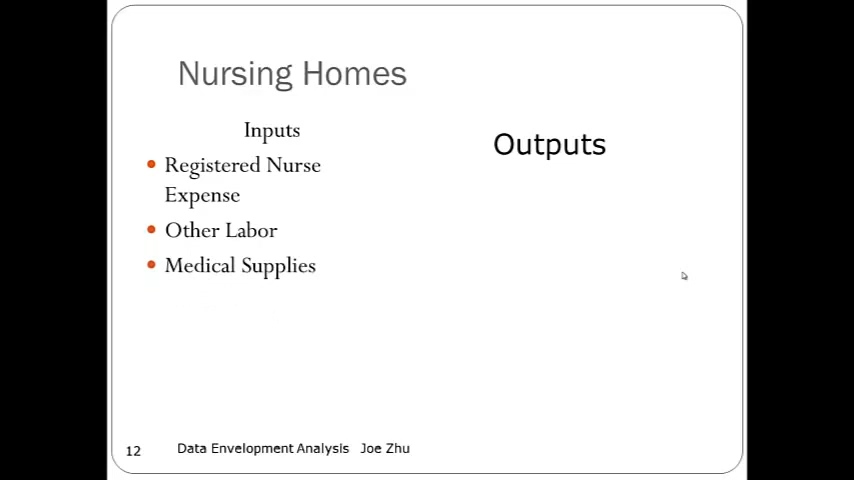 Nursing Homes
Inputs
Registered Nurse
Expense
Other Labor
Medical Supplies
Outputs
12
Data Envelopment Analysis Joe Zhu